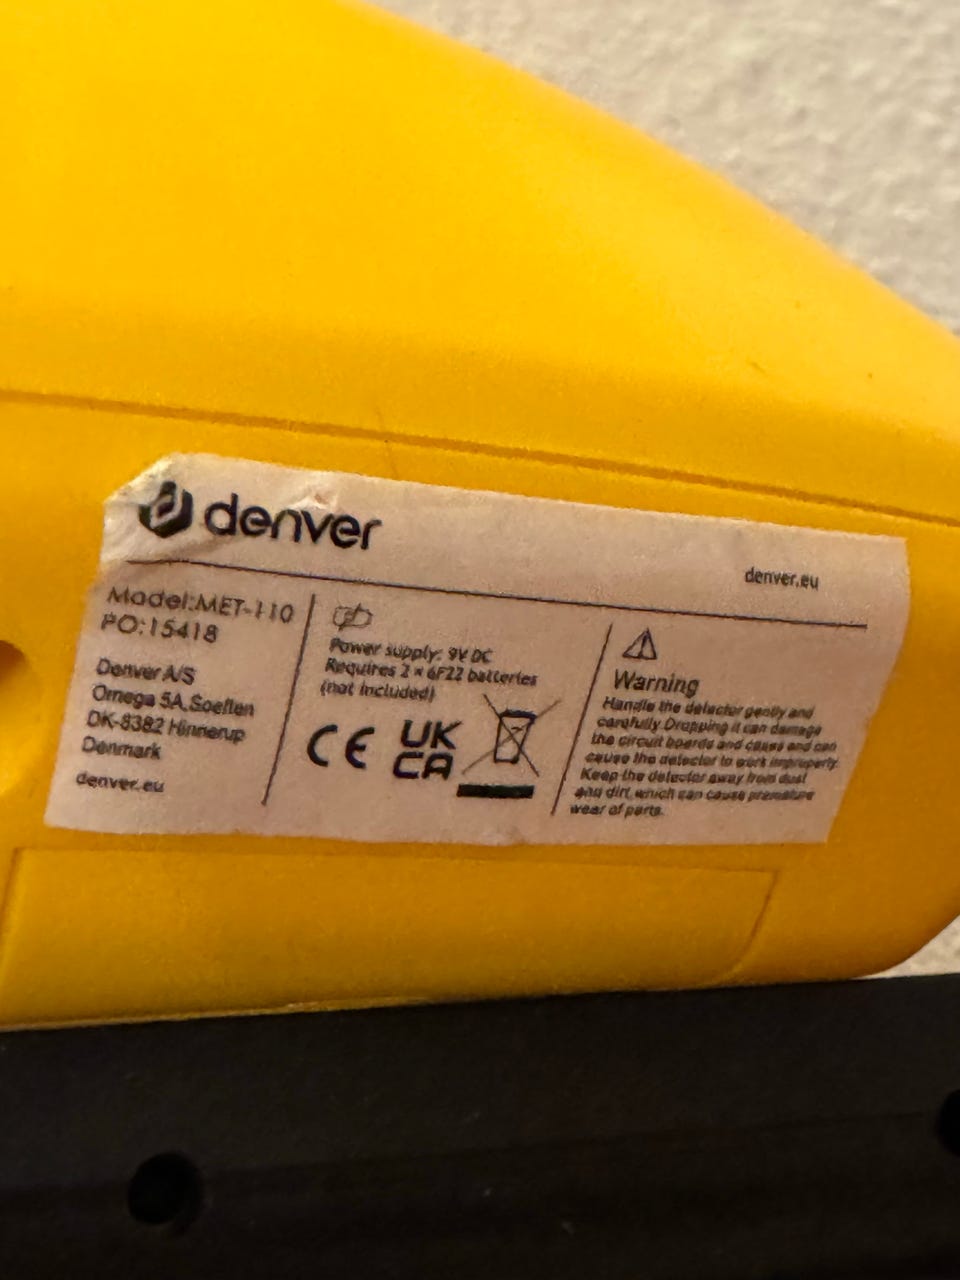 denver
denver.eu
Model:MET-110
PO:15418
Denver A/S
Omega 5A,Soeften
DK-8382 Hinnerup
Denmark
denver.eu
Power supply: 9V DC
Requires 2 × 6F22 batteries
(not included)
CE
UK
CA
Warning
Handle the detector gently and
carefully. Dropping it can damage
the circuit boards and cases and can
cause the detector to work improperly.
Keep the detector away from dust
and dirt, which can cause premature
wear of parts.